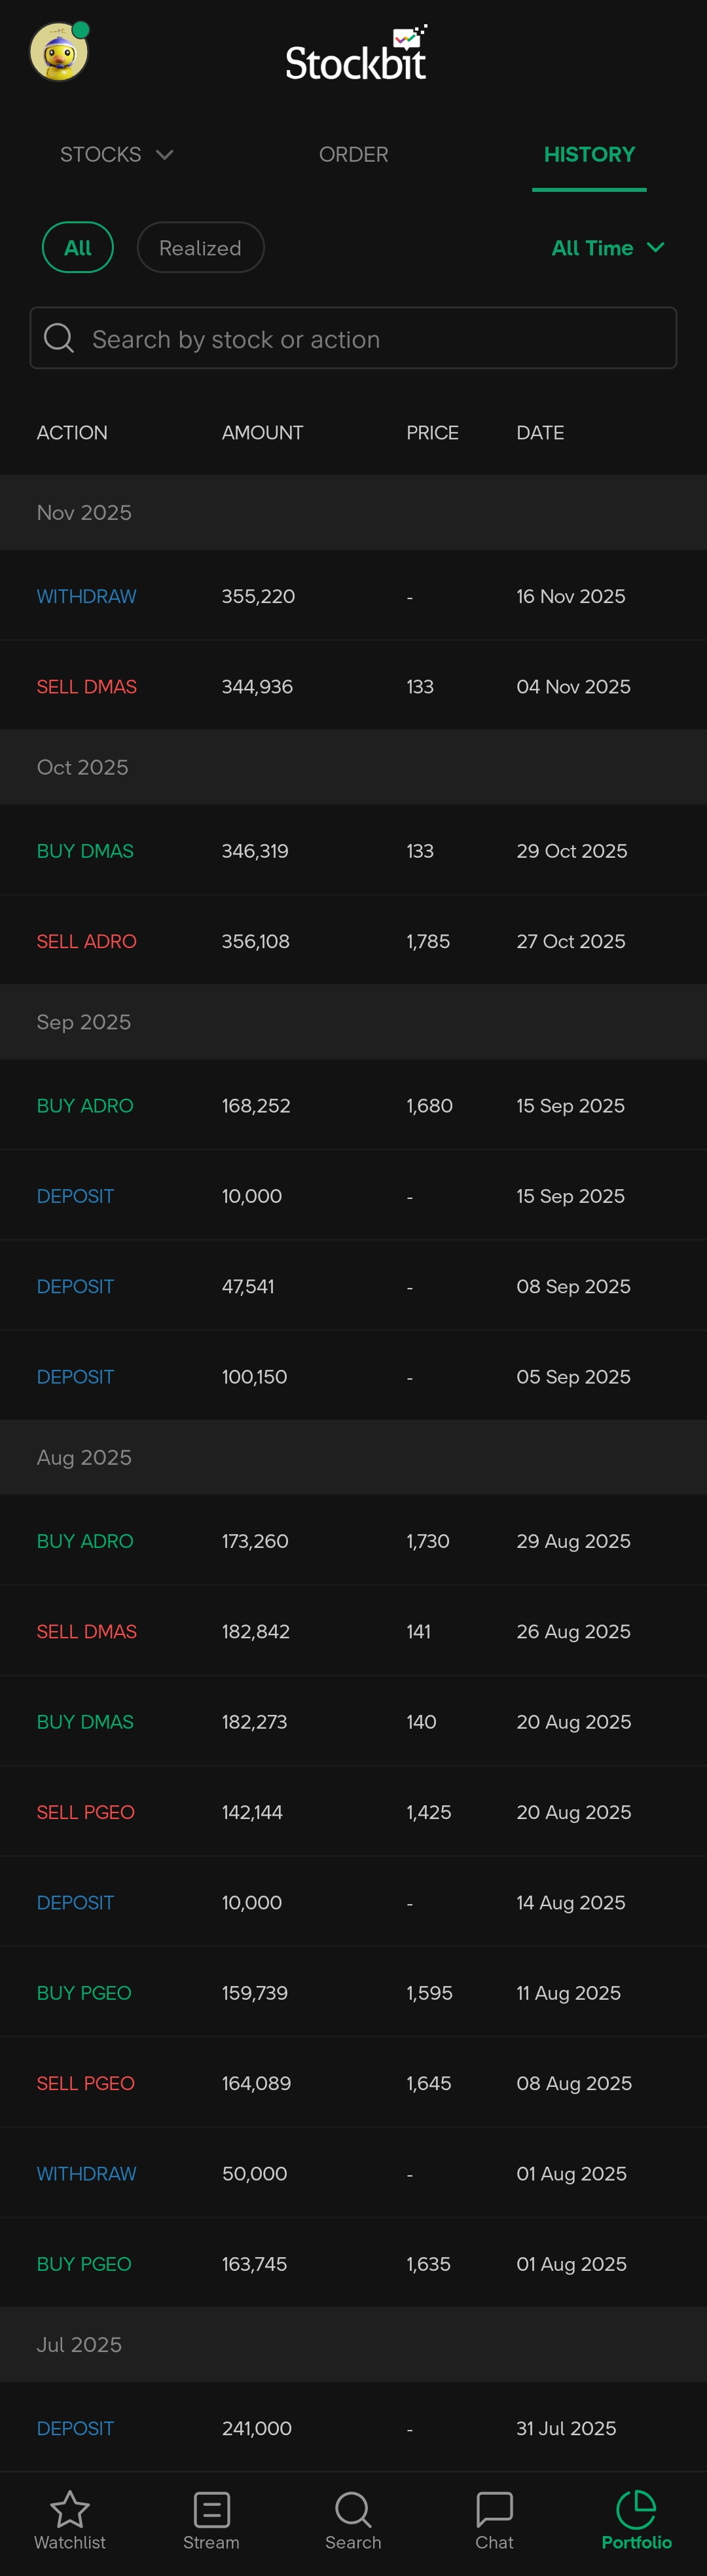 Stockbit
STOCKS ORDER HISTORY
All Realized All Time
Search by stock or action
ACTION AMOUNT PRICE DATE
Nov 2025
WITHDRAW 355,220 - 16 Nov 2025
SELL DMAS 344,936 133 04 Nov 2025
Oct 2025
BUY DMAS 346,319 133 29 Oct 2025
SELL ADRO 356,108 1,785 27 Oct 2025
Sep 2025
BUY ADRO 168,252 1,680 15 Sep 2025
DEPOSIT 10,000 - 15 Sep 2025
DEPOSIT 47,541 - 08 Sep 2025
DEPOSIT 100,150 - 05 Sep 2025
Aug 2025
BUY ADRO 173,260 1,730 29 Aug 2025
SELL DMAS 182,842 141 26 Aug 2025
BUY DMAS 182,273 140 20 Aug 2025
SELL PGEO 142,144 1,425 20 Aug 2025
DEPOSIT 10,000 - 14 Aug 2025
BUY PGEO 159,739 1,595 11 Aug 2025
SELL PGEO 164,089 1,645 08 Aug 2025
WITHDRAW 50,000 - 01 Aug 2025
BUY PGEO 163,745 1,635 01 Aug 2025
Jul 2025
DEPOSIT 241,000 - 31 Jul 2025
Watchlist Stream Search Chat Portfolio